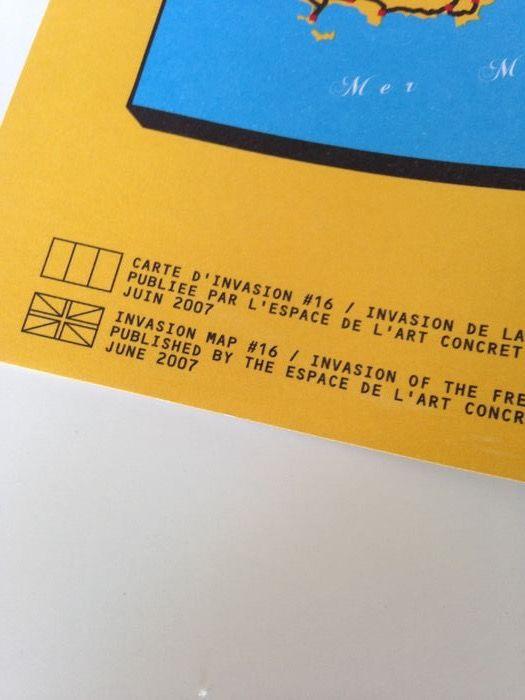 Mer M
CARTE D'INVASION #16 / INVASION DE LA
PUBLIEE PAR L'ESPACE DE L'ART CONCRET
JUIN 2007
INVASION MAP #16 / INVASION OF THE FRE
PUBLISHED BY THE ESPACE DE L'ART CONCR
JUNE 2007